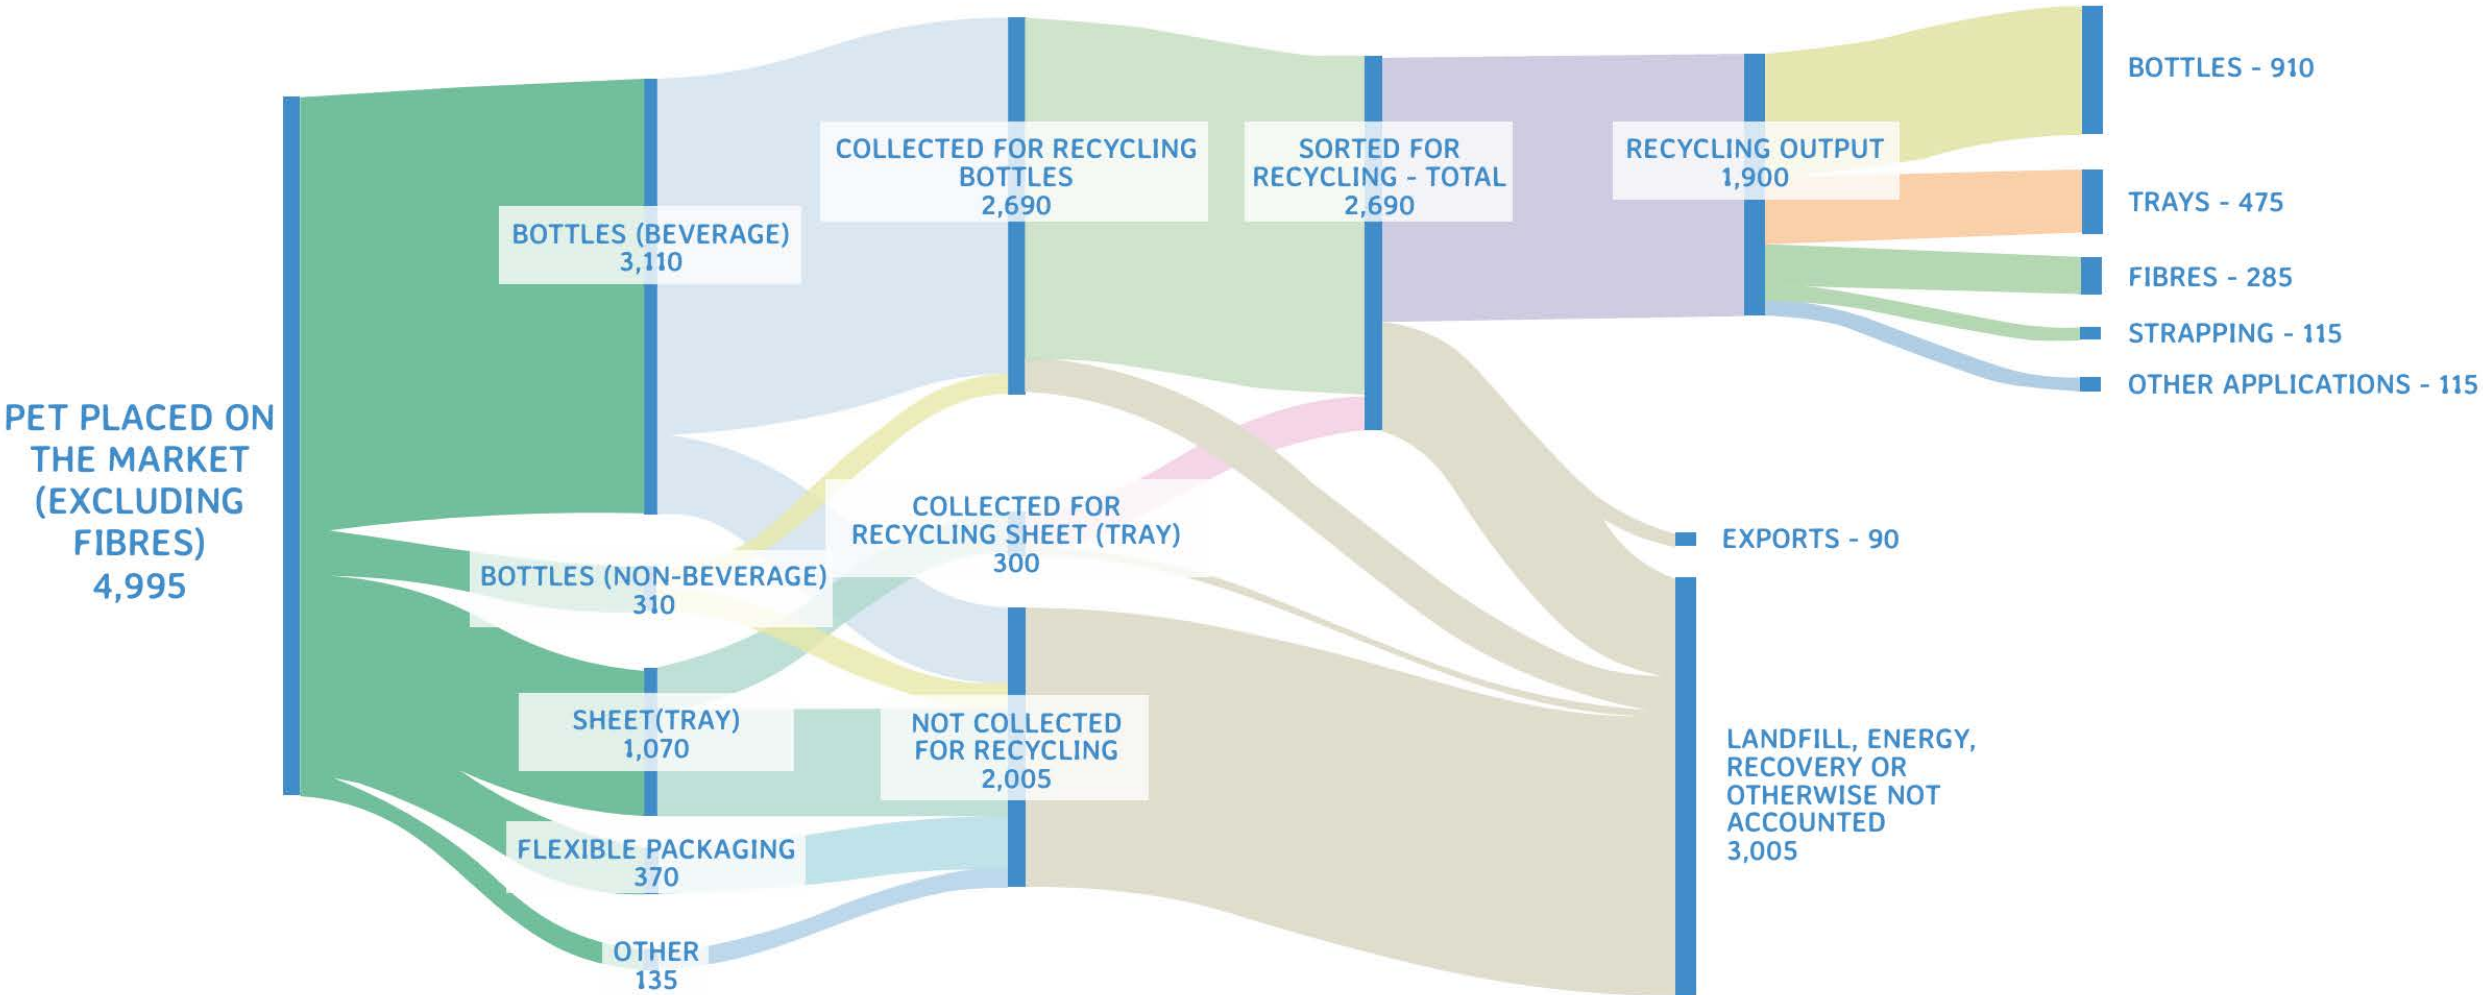 PET PLACED ON
THE MARKET
(EXCLUDING
FIBRES)
4,995
BOTTLES (BEVERAGE)
3,110
BOTTLES (NON-BEVERAGE)
310
SHEET(TRAY)
1,070
FLEXIBLE PACKAGING
370
OTHER
135
COLLECTED FOR RECYCLING
BOTTLES
2,690
COLLECTED FOR
RECYCLING SHEET (TRAY)
300
NOT COLLECTED
FOR RECYCLING
2,005
SORTED FOR
RECYCLING - TOTAL
2,690
RECYCLING OUTPUT
1,900
EXPORTS - 90
LANDFILL, ENERGY,
RECOVERY OR
OTHERWISE NOT
ACCOUNTED
3,005
BOTTLES - 910
TRAYS - 475
FIBRES - 285
STRAPPING - 115
OTHER APPLICATIONS - 115